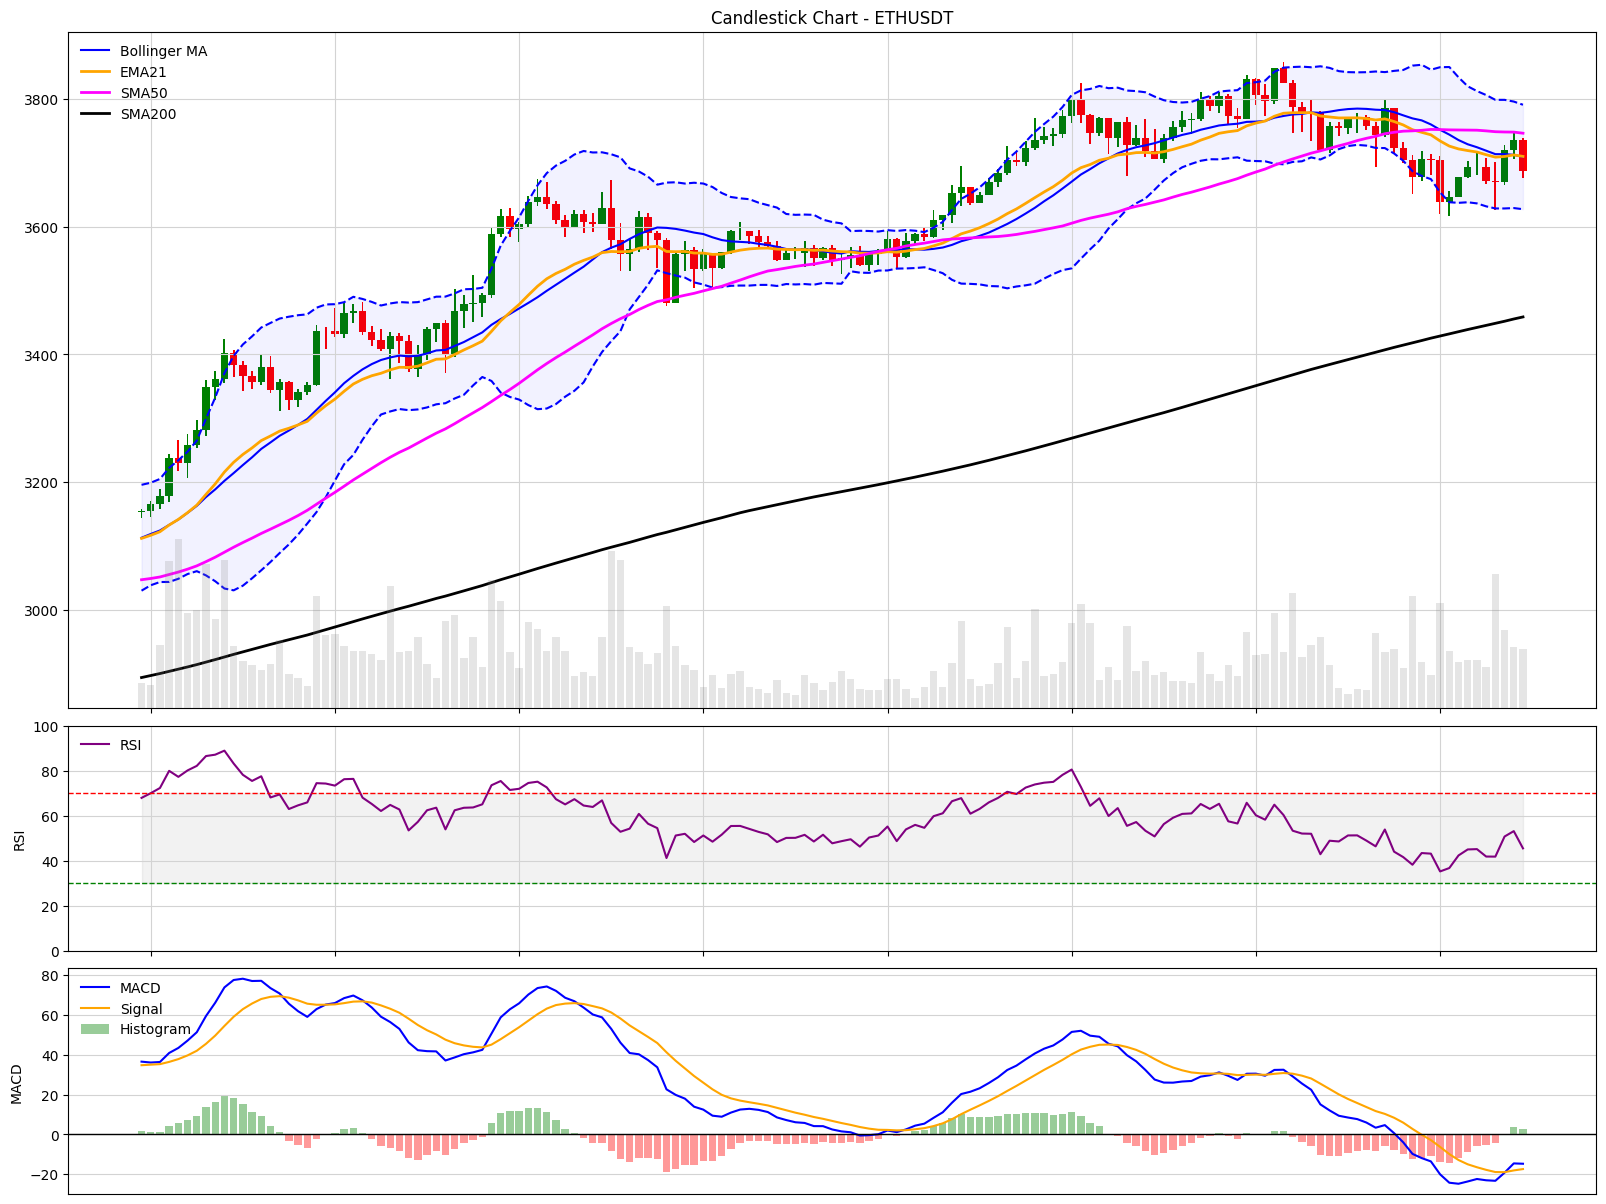 Candlestick Chart - ETHUSDT
Bollinger MA
EMA21
SMA50
SMA200
3800
3600
3400
3200
3000
100
RSI
80
60
RSI
40
20
0
80
MACD
Signal
Histogram
60
40
MACD
20
0
−20